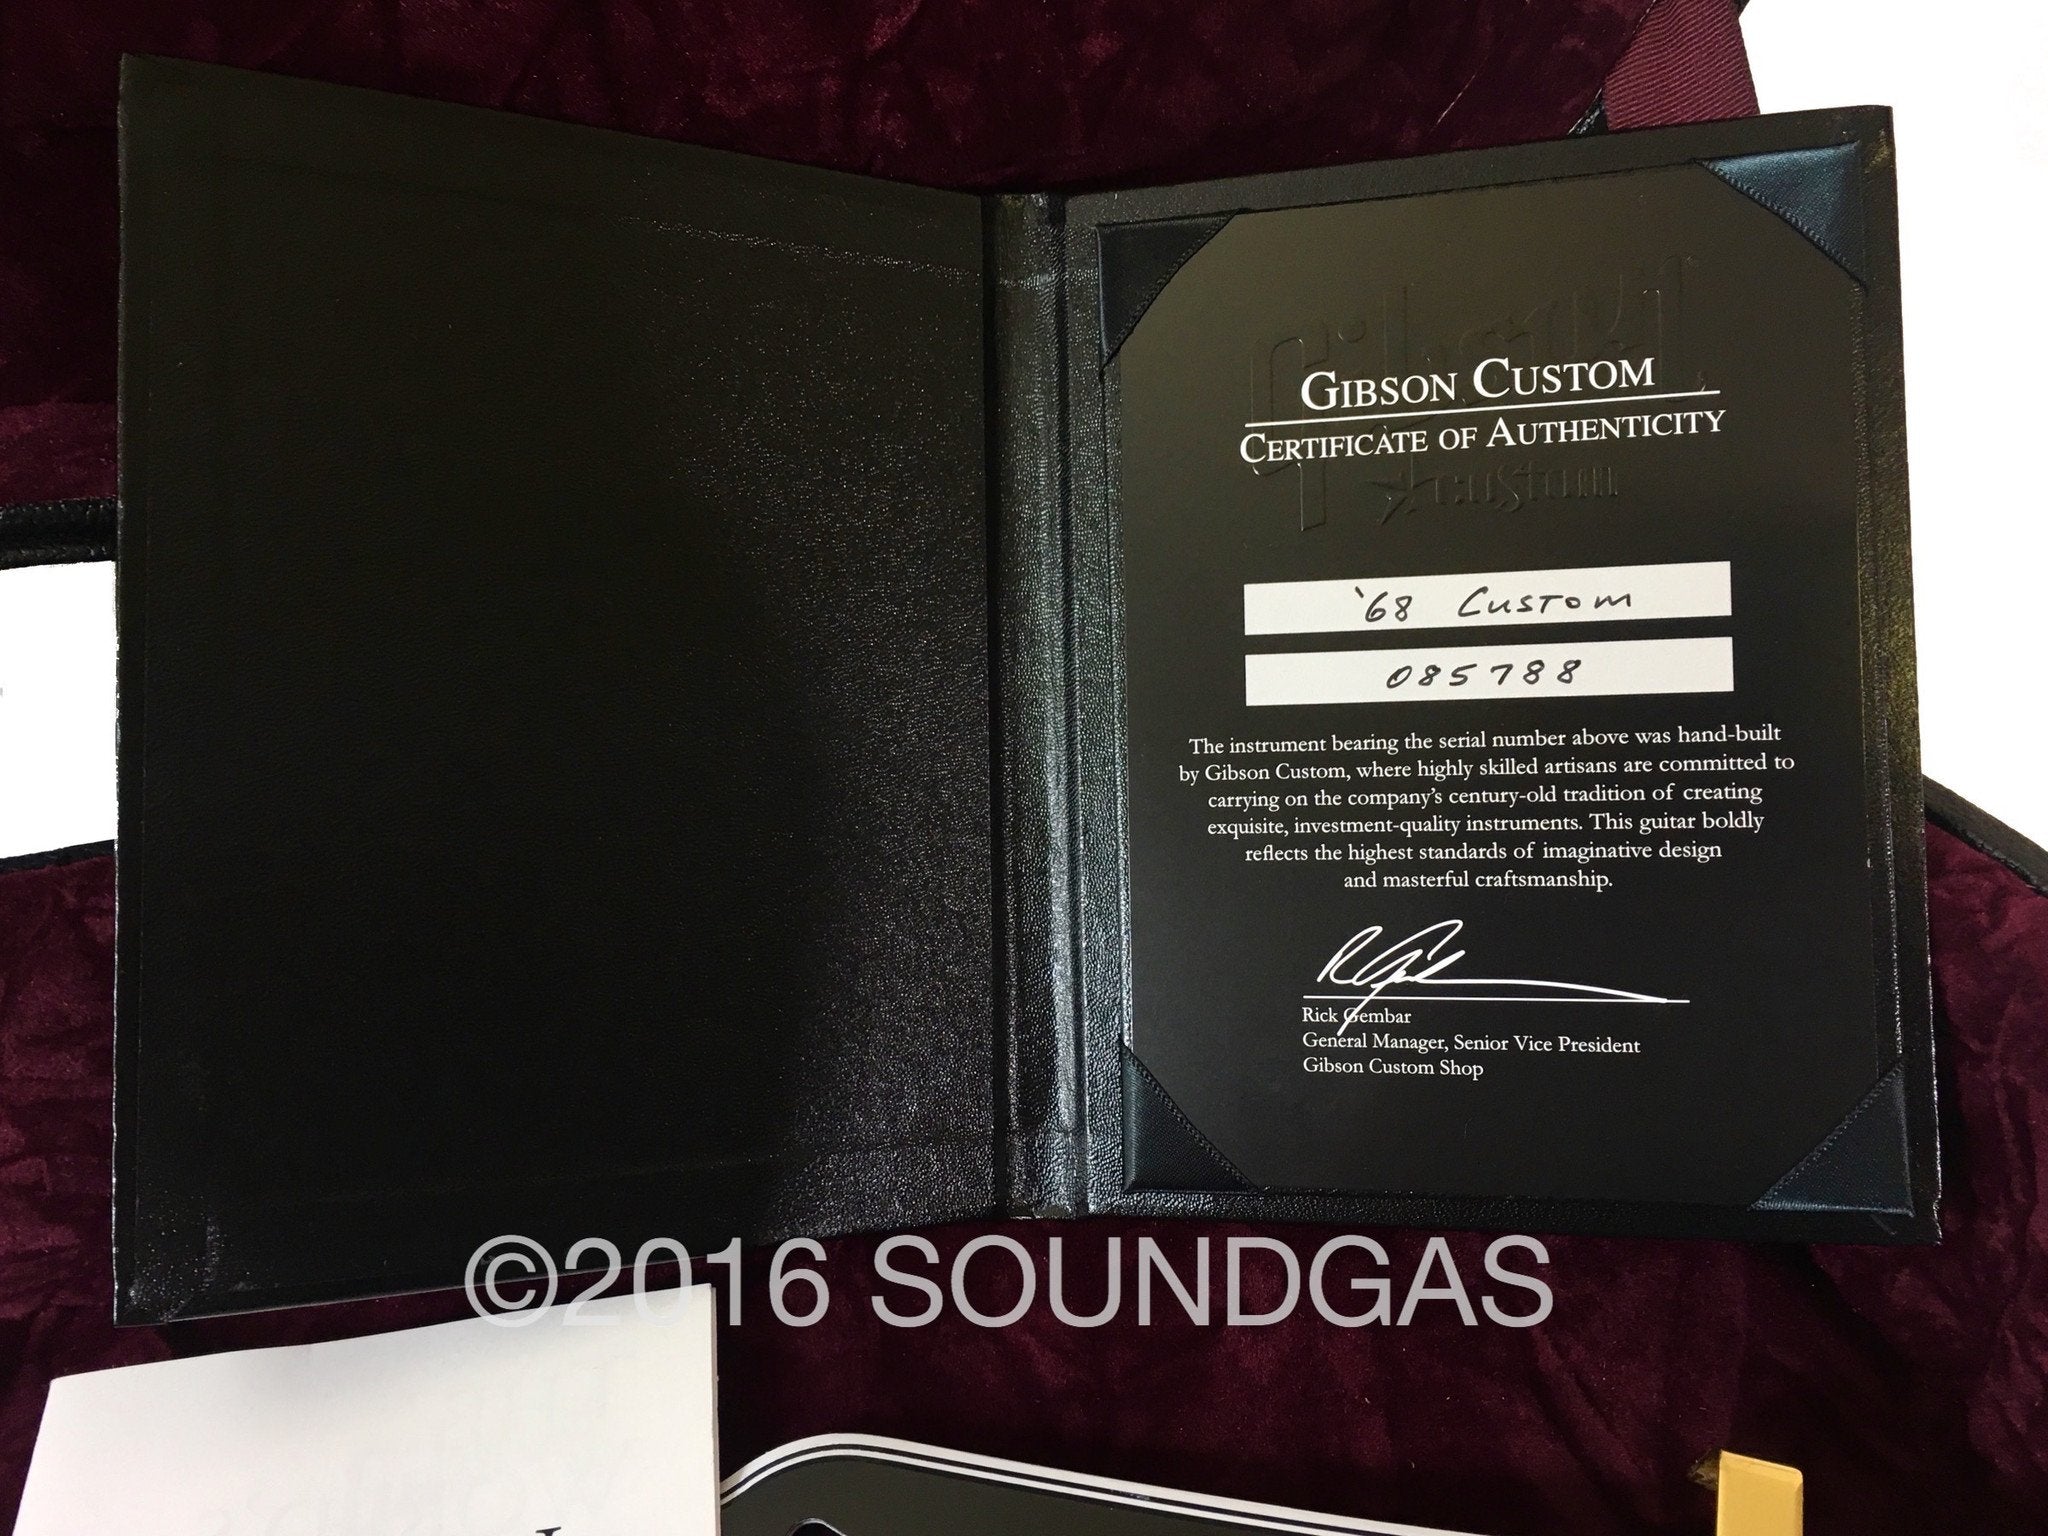 Gibson
GIBSON CUSTOM
CERTIFICATE OF AUTHENTICITY
custom
'68 CUSTOM
085788
The instrument bearing the serial number above was hand-built
by Gibson Custom, where highly skilled artisans are committed to
carrying on the company's century-old tradition of creating
exquisite, investment-quality instruments. This guitar boldly
reflects the highest standards of imaginative design
and masterful craftsmanship.
Rick Gembar
General Manager, Senior Vice President
Gibson Custom Shop
©2016 SOUNDGAS